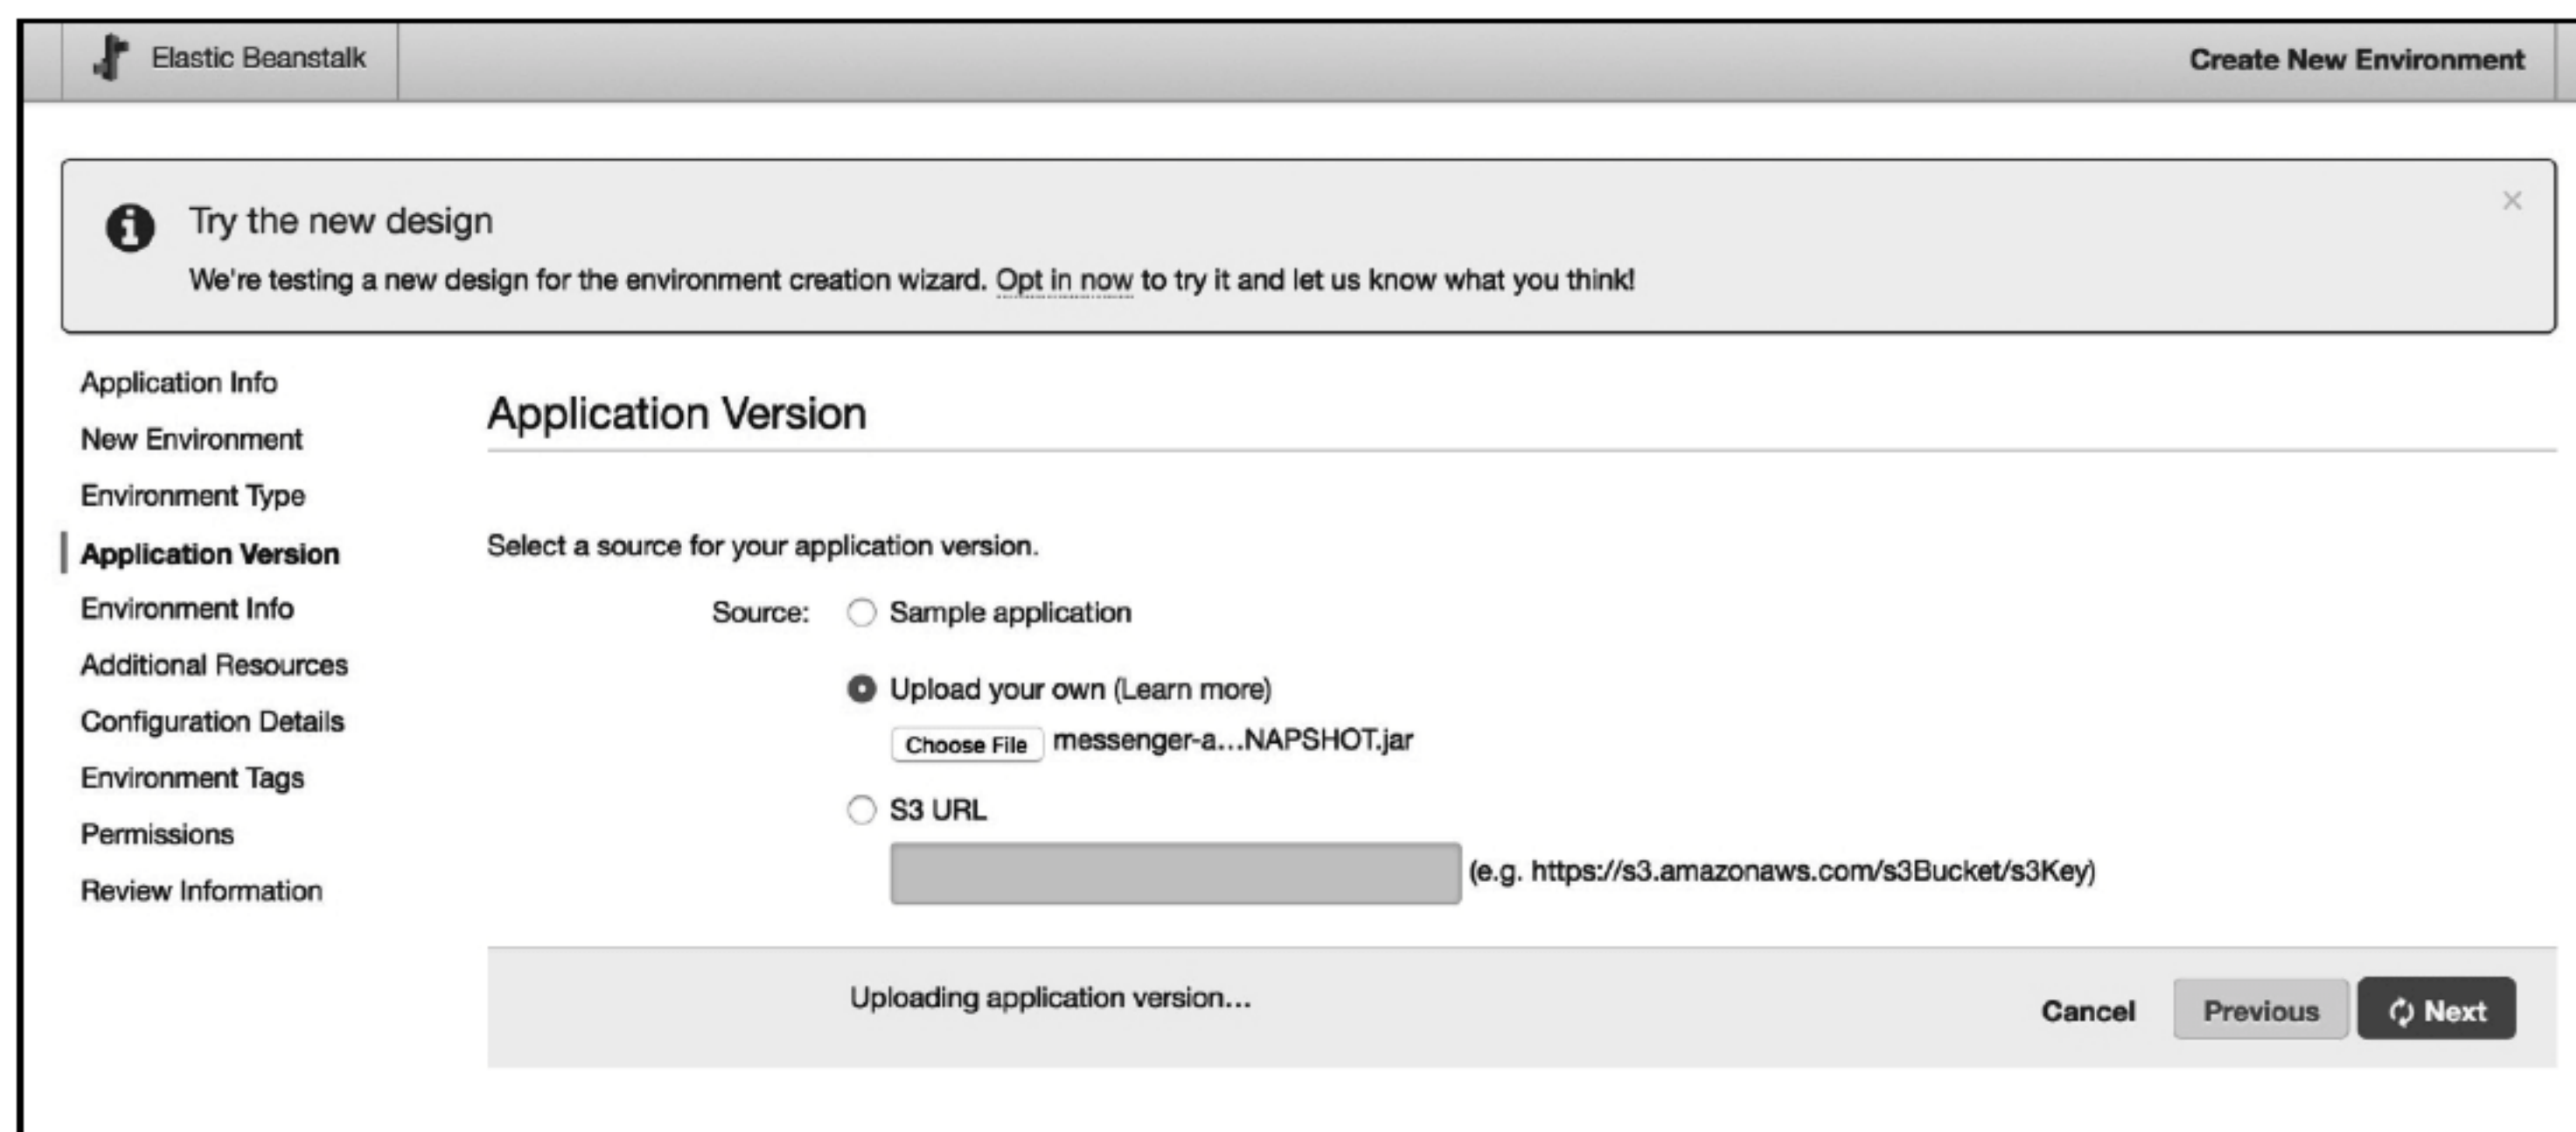 Elastic Beanstalk
Create New Environment
Try the new design
We're testing a new design for the environment creation wizard. Opt in now to try it and let us know what you think!
Application Info
New Environment
Environment Type
Application Version
Environment Info
Additional Resources
Configuration Details
Environment Tags
Permissions
Review Information
Application Version
Select a source for your application version.
Source: Sample application
Upload your own (Learn more)
Choose File messenger-a...NAPSHOT.jar
S3 URL
(e.g. https://s3.amazonaws.com/s3Bucket/s3Key)
Uploading application version...
Cancel Previous Next